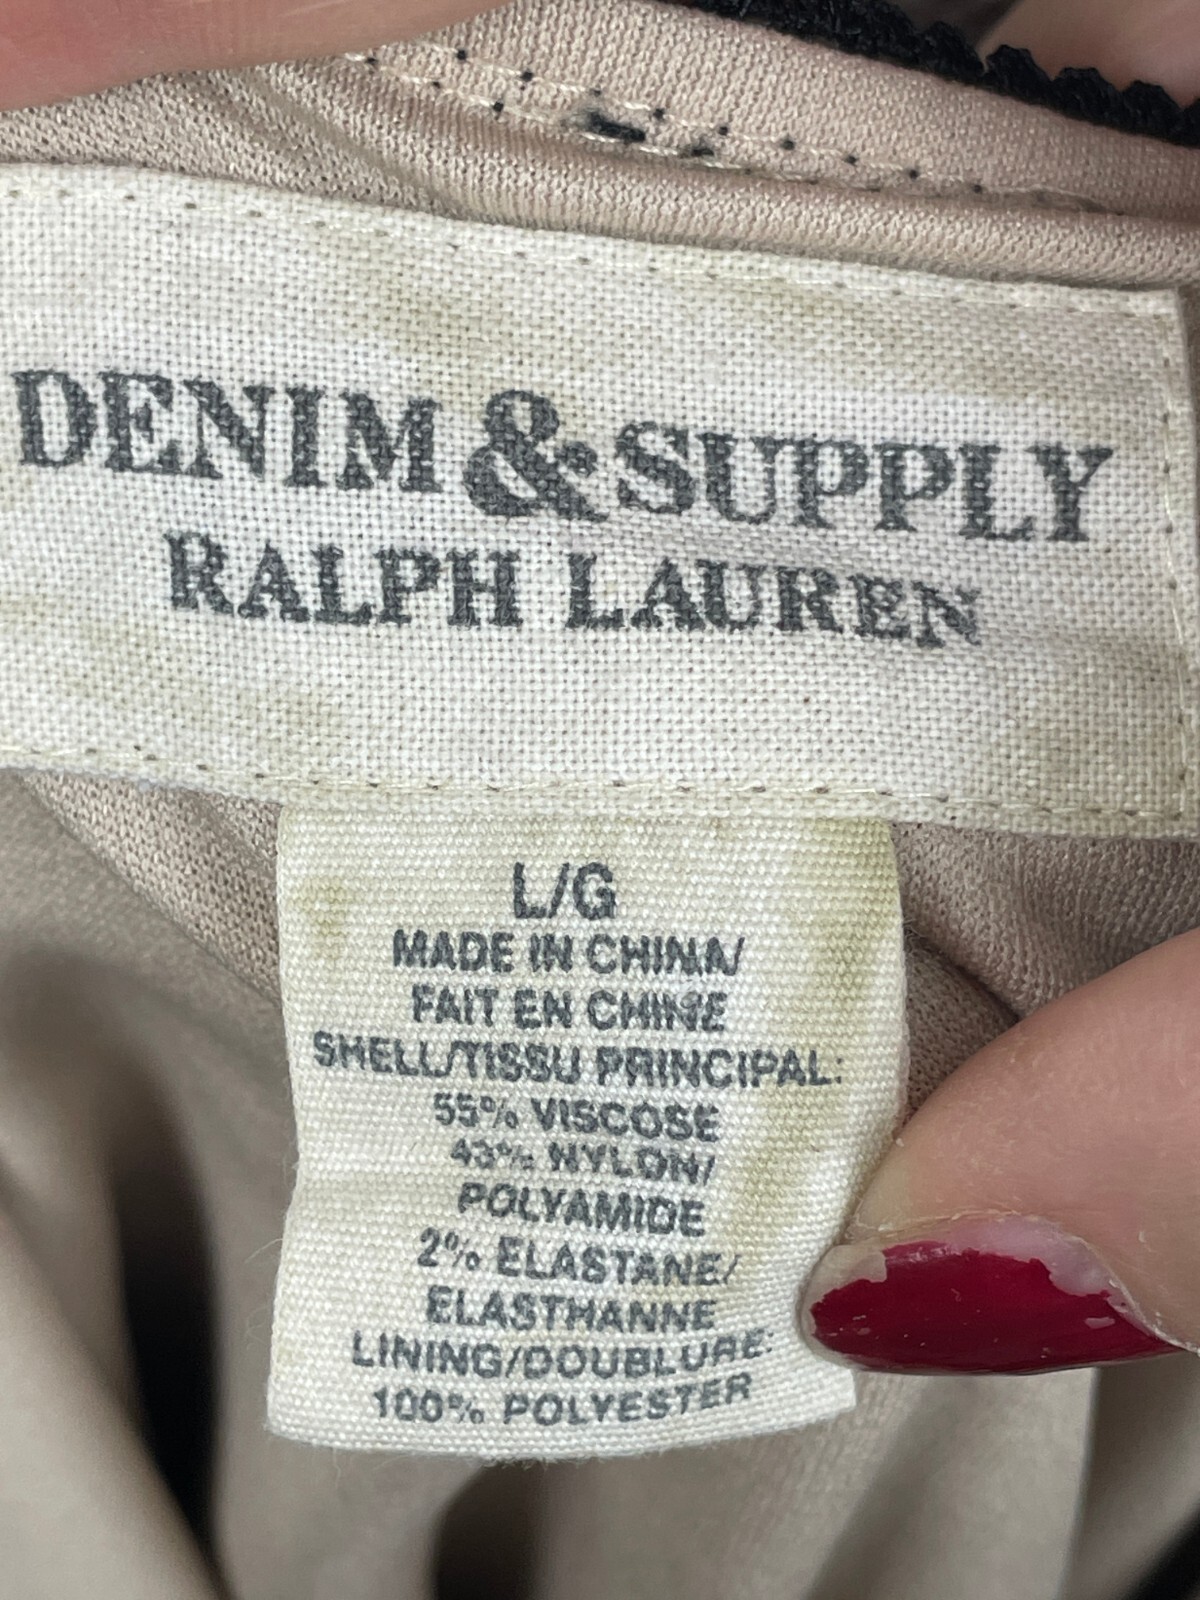 DENIM & SUPPLY
RALPH LAUREN
L/G
MADE IN CHINA/
FAIT EN CHINE
SHELL/TISSU PRINCIPAL:
55% VISCOSE
43% NYLON/
POLYAMIDE
2% ELASTANE/
ELASTHANNE
LINING/DOUBLURE:
100% POLYESTER